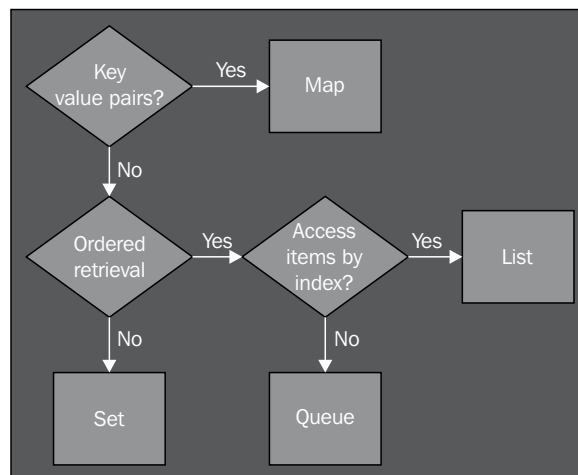 Key
value pairs?
Yes
Map
No
Ordered
retrieval
Yes
Access
items by
index?
Yes
List
No
No
Set
Queue